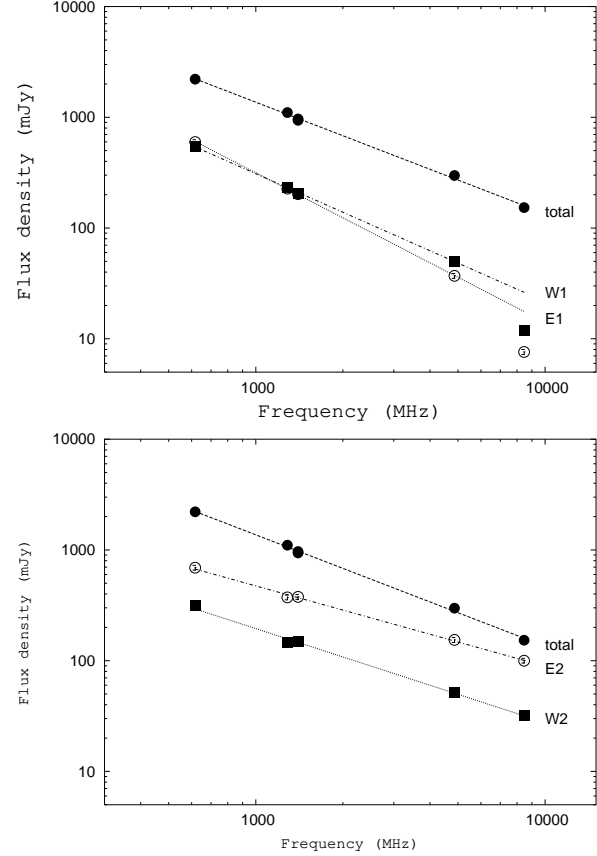 10000
1000
100
10
Flux density (mJy)
total
W1
E1
1000
10000
Frequency (MHz)
10000
1000
100
10
Flux density (mJy)
total
E2
W2
1000
10000
Frequency (MHz)